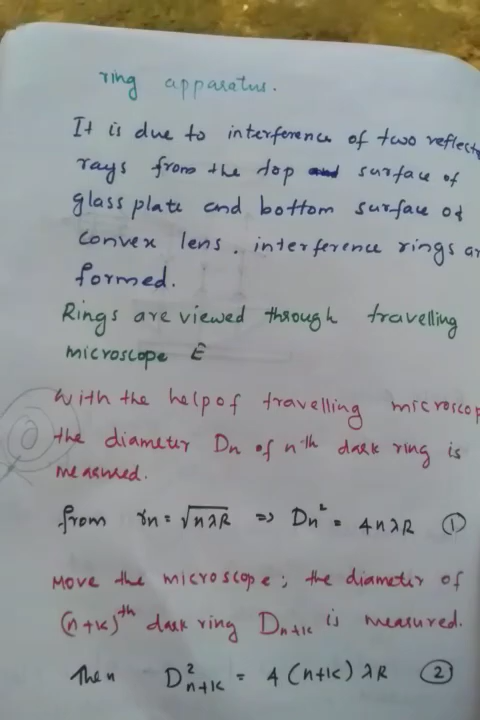 ring apparatus.
It is due to interference of two reflect
rays from the top surface of
glass plate and bottom surface of
convex lens. interference rings ar
formed.
Rings are viewed through travelling
microscope E
With the help of travelling microscop
the diameter Dn of nth dark ring is
measured.
from rn = √nλR => Dn² = 4nλR ①
Move the microscope; the diameter of
(n+k)th dark ring Dn+k is measured.
Then D²n+k = 4(n+k) λR ②